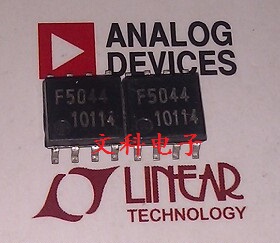 ANALOG
DEVICES
F5044
10114
F5044
10114
文科电子
LINEAR
TECHNOLOGY